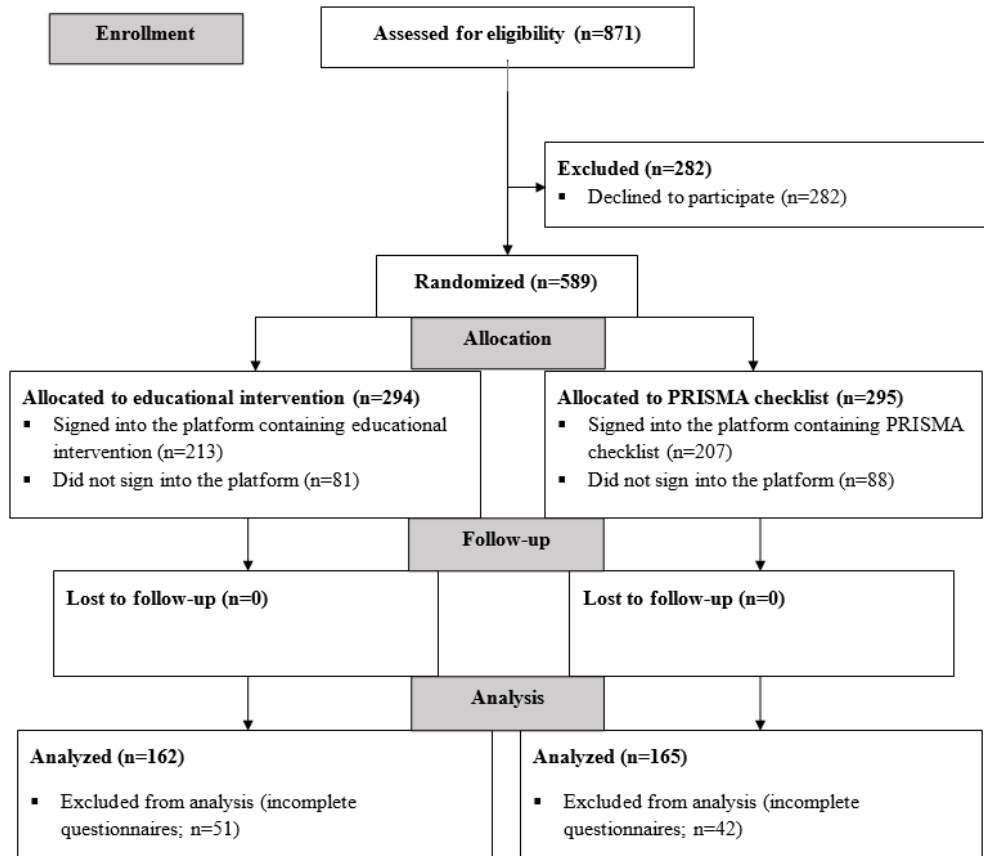 Enrollment
Assessed for eligibility (n=871)
Excluded (n=282)
▪ Declined to participate (n=282)
Randomized (n=589)
Allocation
Allocated to educational intervention (n=294)
▪ Signed into the platform containing educational
intervention (n=213)
▪ Did not sign into the platform (n=81)
Allocated to PRISMA checklist (n=295)
▪ Signed into the platform containing PRISMA
checklist (n=207)
▪ Did not sign into the platform (n=88)
Follow-up
Lost to follow-up (n=0)
Lost to follow-up (n=0)
Analysis
Analyzed (n=162)
▪ Excluded from analysis (incomplete
questionnaires; n=51)
Analyzed (n=165)
▪ Excluded from analysis (incomplete
questionnaires; n=42)